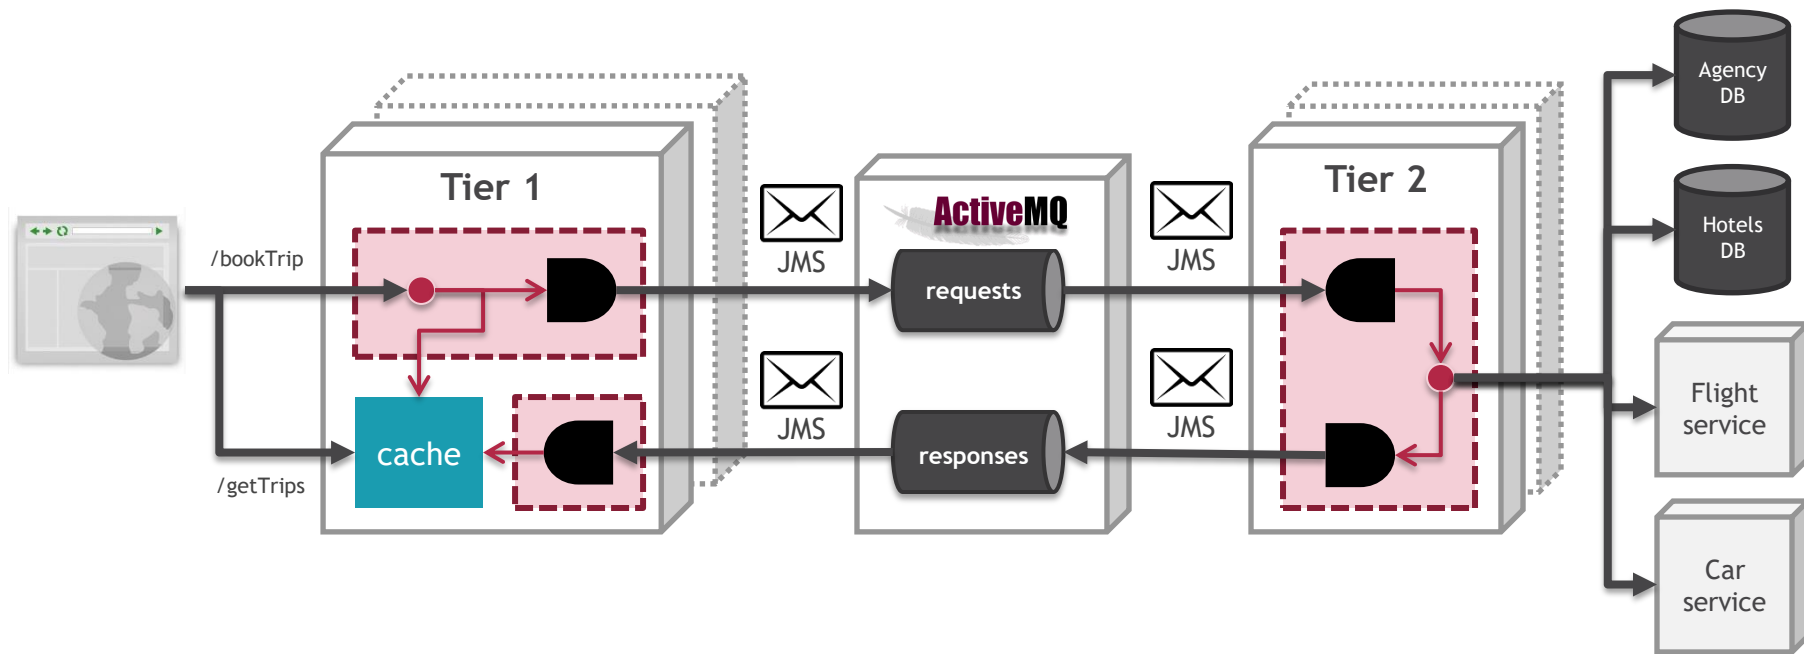 Tier 1
/bookTrip
cache
/getTrips
JMS
JMS
ActiveMQ
requests
responses
JMS
JMS
Tier 2
Agency
DB
Hotels
DB
Flight
service
Car
service